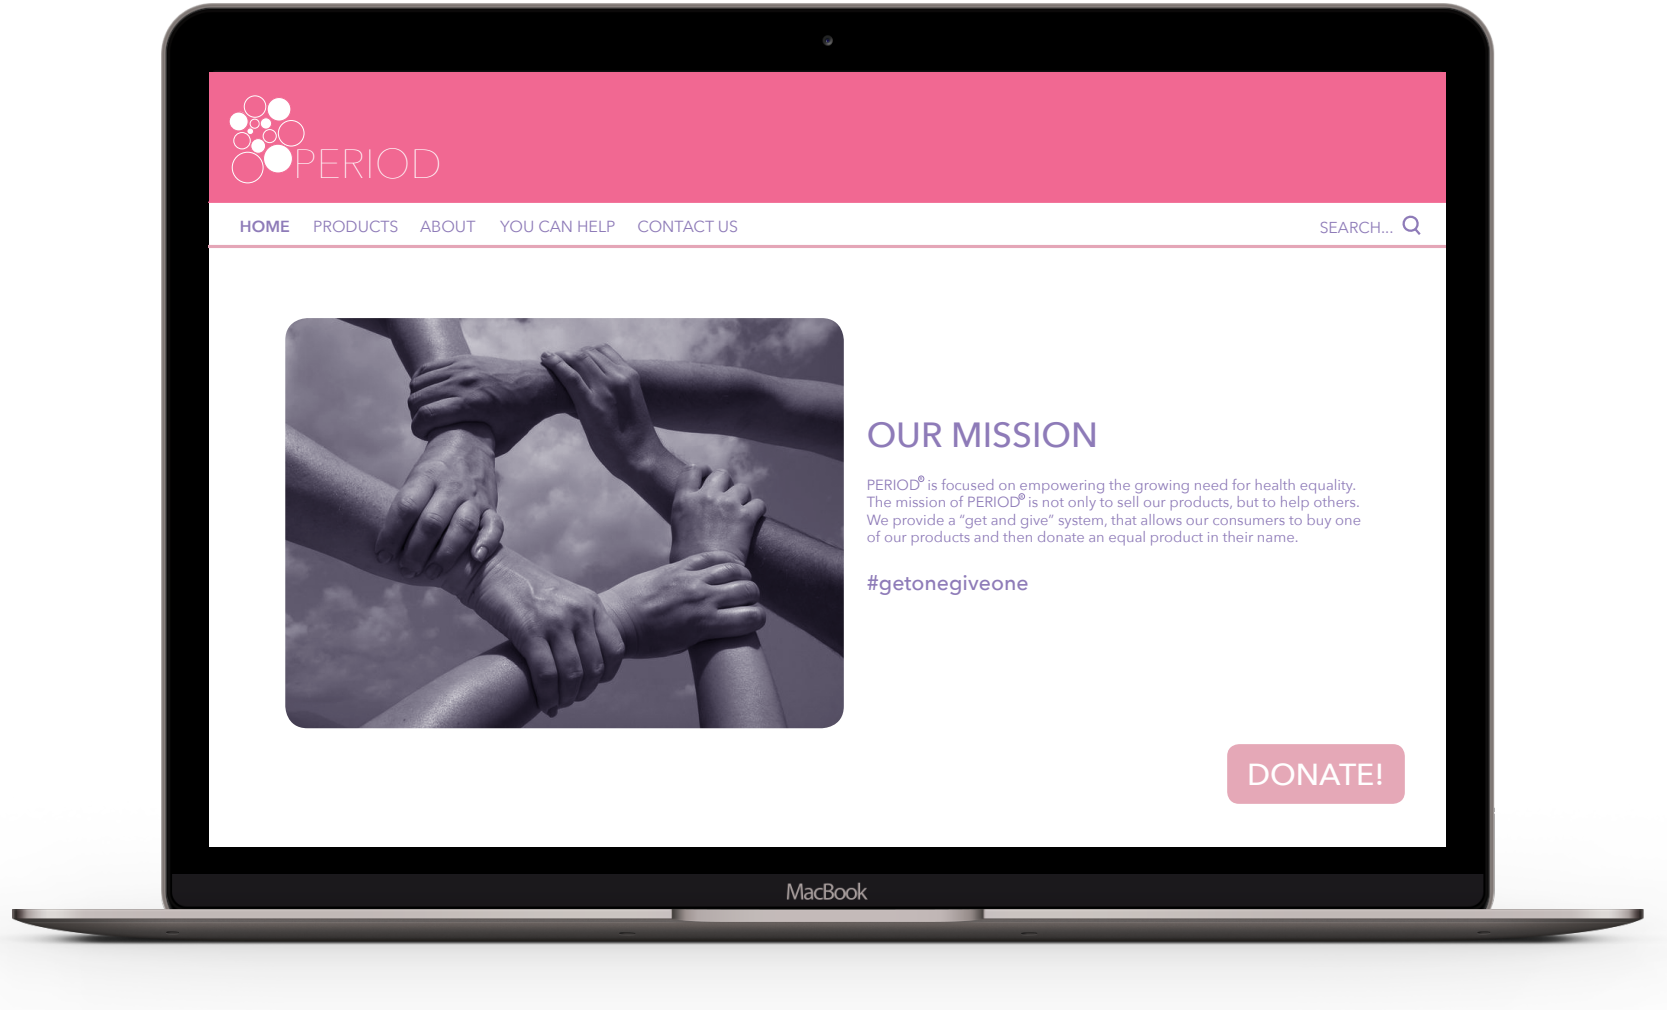 PERIOD
HOME PRODUCTS ABOUT YOU CAN HELP CONTACT US SEARCH...
OUR MISSION
PERIOD® is focused on empowering the growing need for health equality.
The mission of PERIOD® is not only to sell our products, but to help others.
We provide a “get and give” system, that allows our consumers to buy one
of our products and then donate an equal product in their name.
#getonegiveone
DONATE!
MacBook